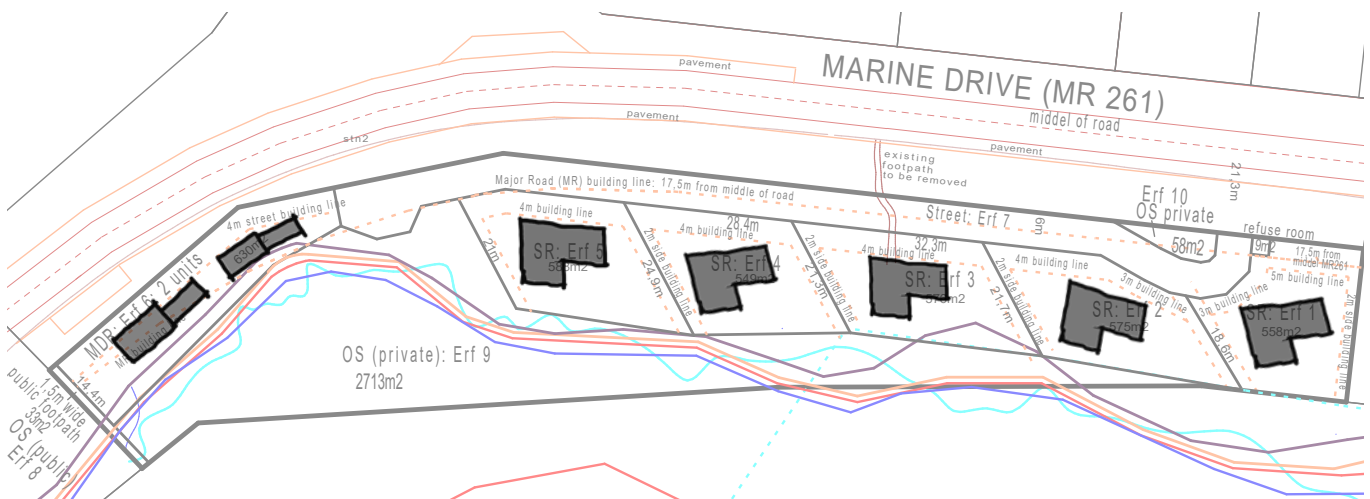 MARINE DRIVE (MR 261)
middel of road
pavement
pavement
pavement
stn2
existing
footpath
to be removed
21,3m
Major Road (MR) building line: 17.5m from middle of road
Street: Erf 7
6m
Erf 10
OS private
58m2
refuse room
9m2
17.5m from
middel MR261
5m building line
4m street building line
630m
MDR: Erf 6: 2 units
14,4m
1,5m wide
public footpath
33m2
OS (public)
Erf 8
OS (private): Erf 9
2713m2
21m
4m building line
SR: Erf 5
588m2
24,9m
2m side building line
28,4m
4m building line
SR: Erf 4
549m2
21,3m
2m side building line
32,3m
4m building line
SR: Erf 3
575m2
21,7m
2m side building line
4m building line
3m building line
SR: Erf 2
575m2
18,6m
3m building line
SR: Erf 1
558m2
2m side building line